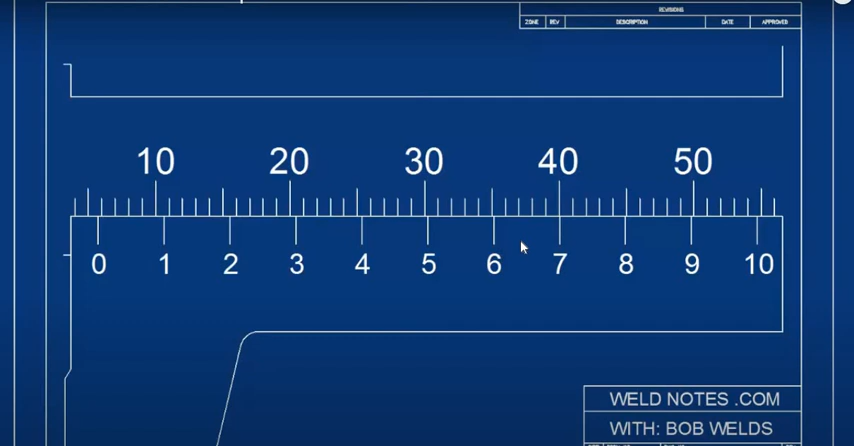 REVISIONS
ZONE REV DESCRIPTION DATE APPROVED
10 20 30 40 50
0 1 2 3 4 5 6 7 8 9 10
WELD NOTES .COM
WITH: BOB WELDS